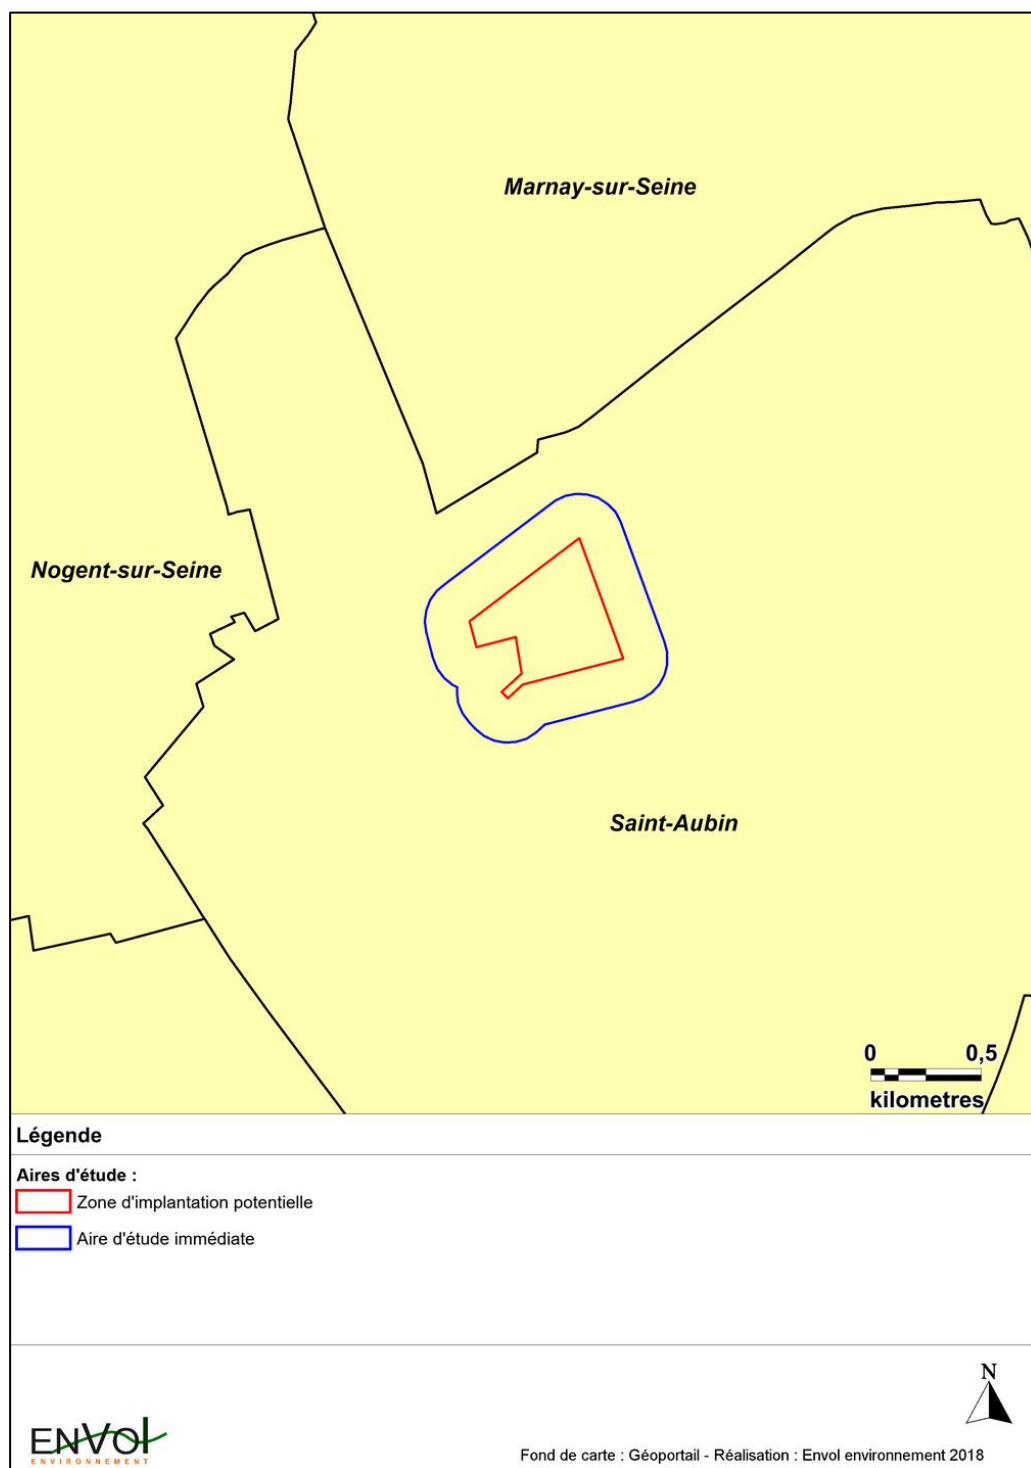 Marnay-sur-Seine
Nogent-sur-Seine
Saint-Aubin
0 0,5
kilometres
Légende
Aires d'étude :
Zone d'implantation potentielle
Aire d'étude immédiate
N
ENVOl
ENVIRONNEMENT
Fond de carte : Géoportail - Réalisation : Envol environnement 2018